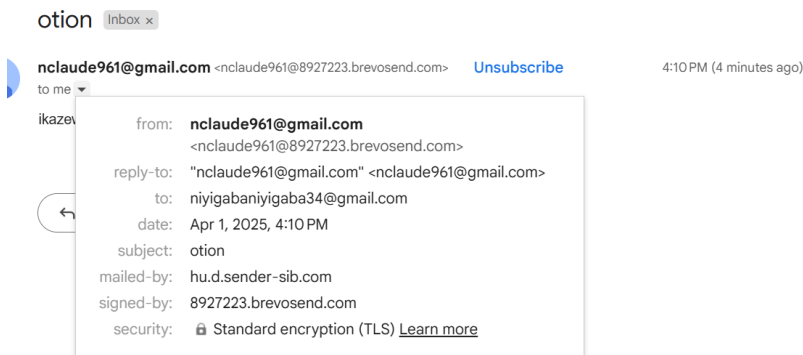 otion Inbox ×
nclaude961@gmail.com <nclaude961@8927223.brevosend.com> Unsubscribe 4:10 PM (4 minutes ago)
to me
from: nclaude961@gmail.com
<nclaude961@8927223.brevosend.com>
reply-to: "nclaude961@gmail.com" <nclaude961@gmail.com>
to: niyigabaniyigaba34@gmail.com
date: Apr 1, 2025, 4:10 PM
subject: otion
mailed-by: hu.d.sender-sib.com
signed-by: 8927223.brevosend.com
security: Standard encryption (TLS) Learn more